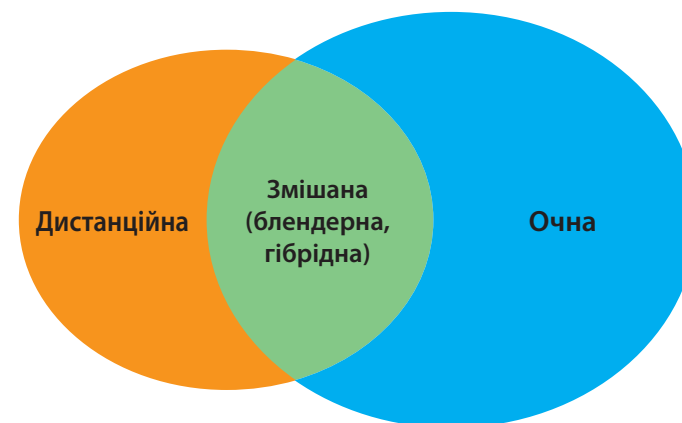 Дистанційна
Змішана
(блендерна,
гібрідна)
Очна